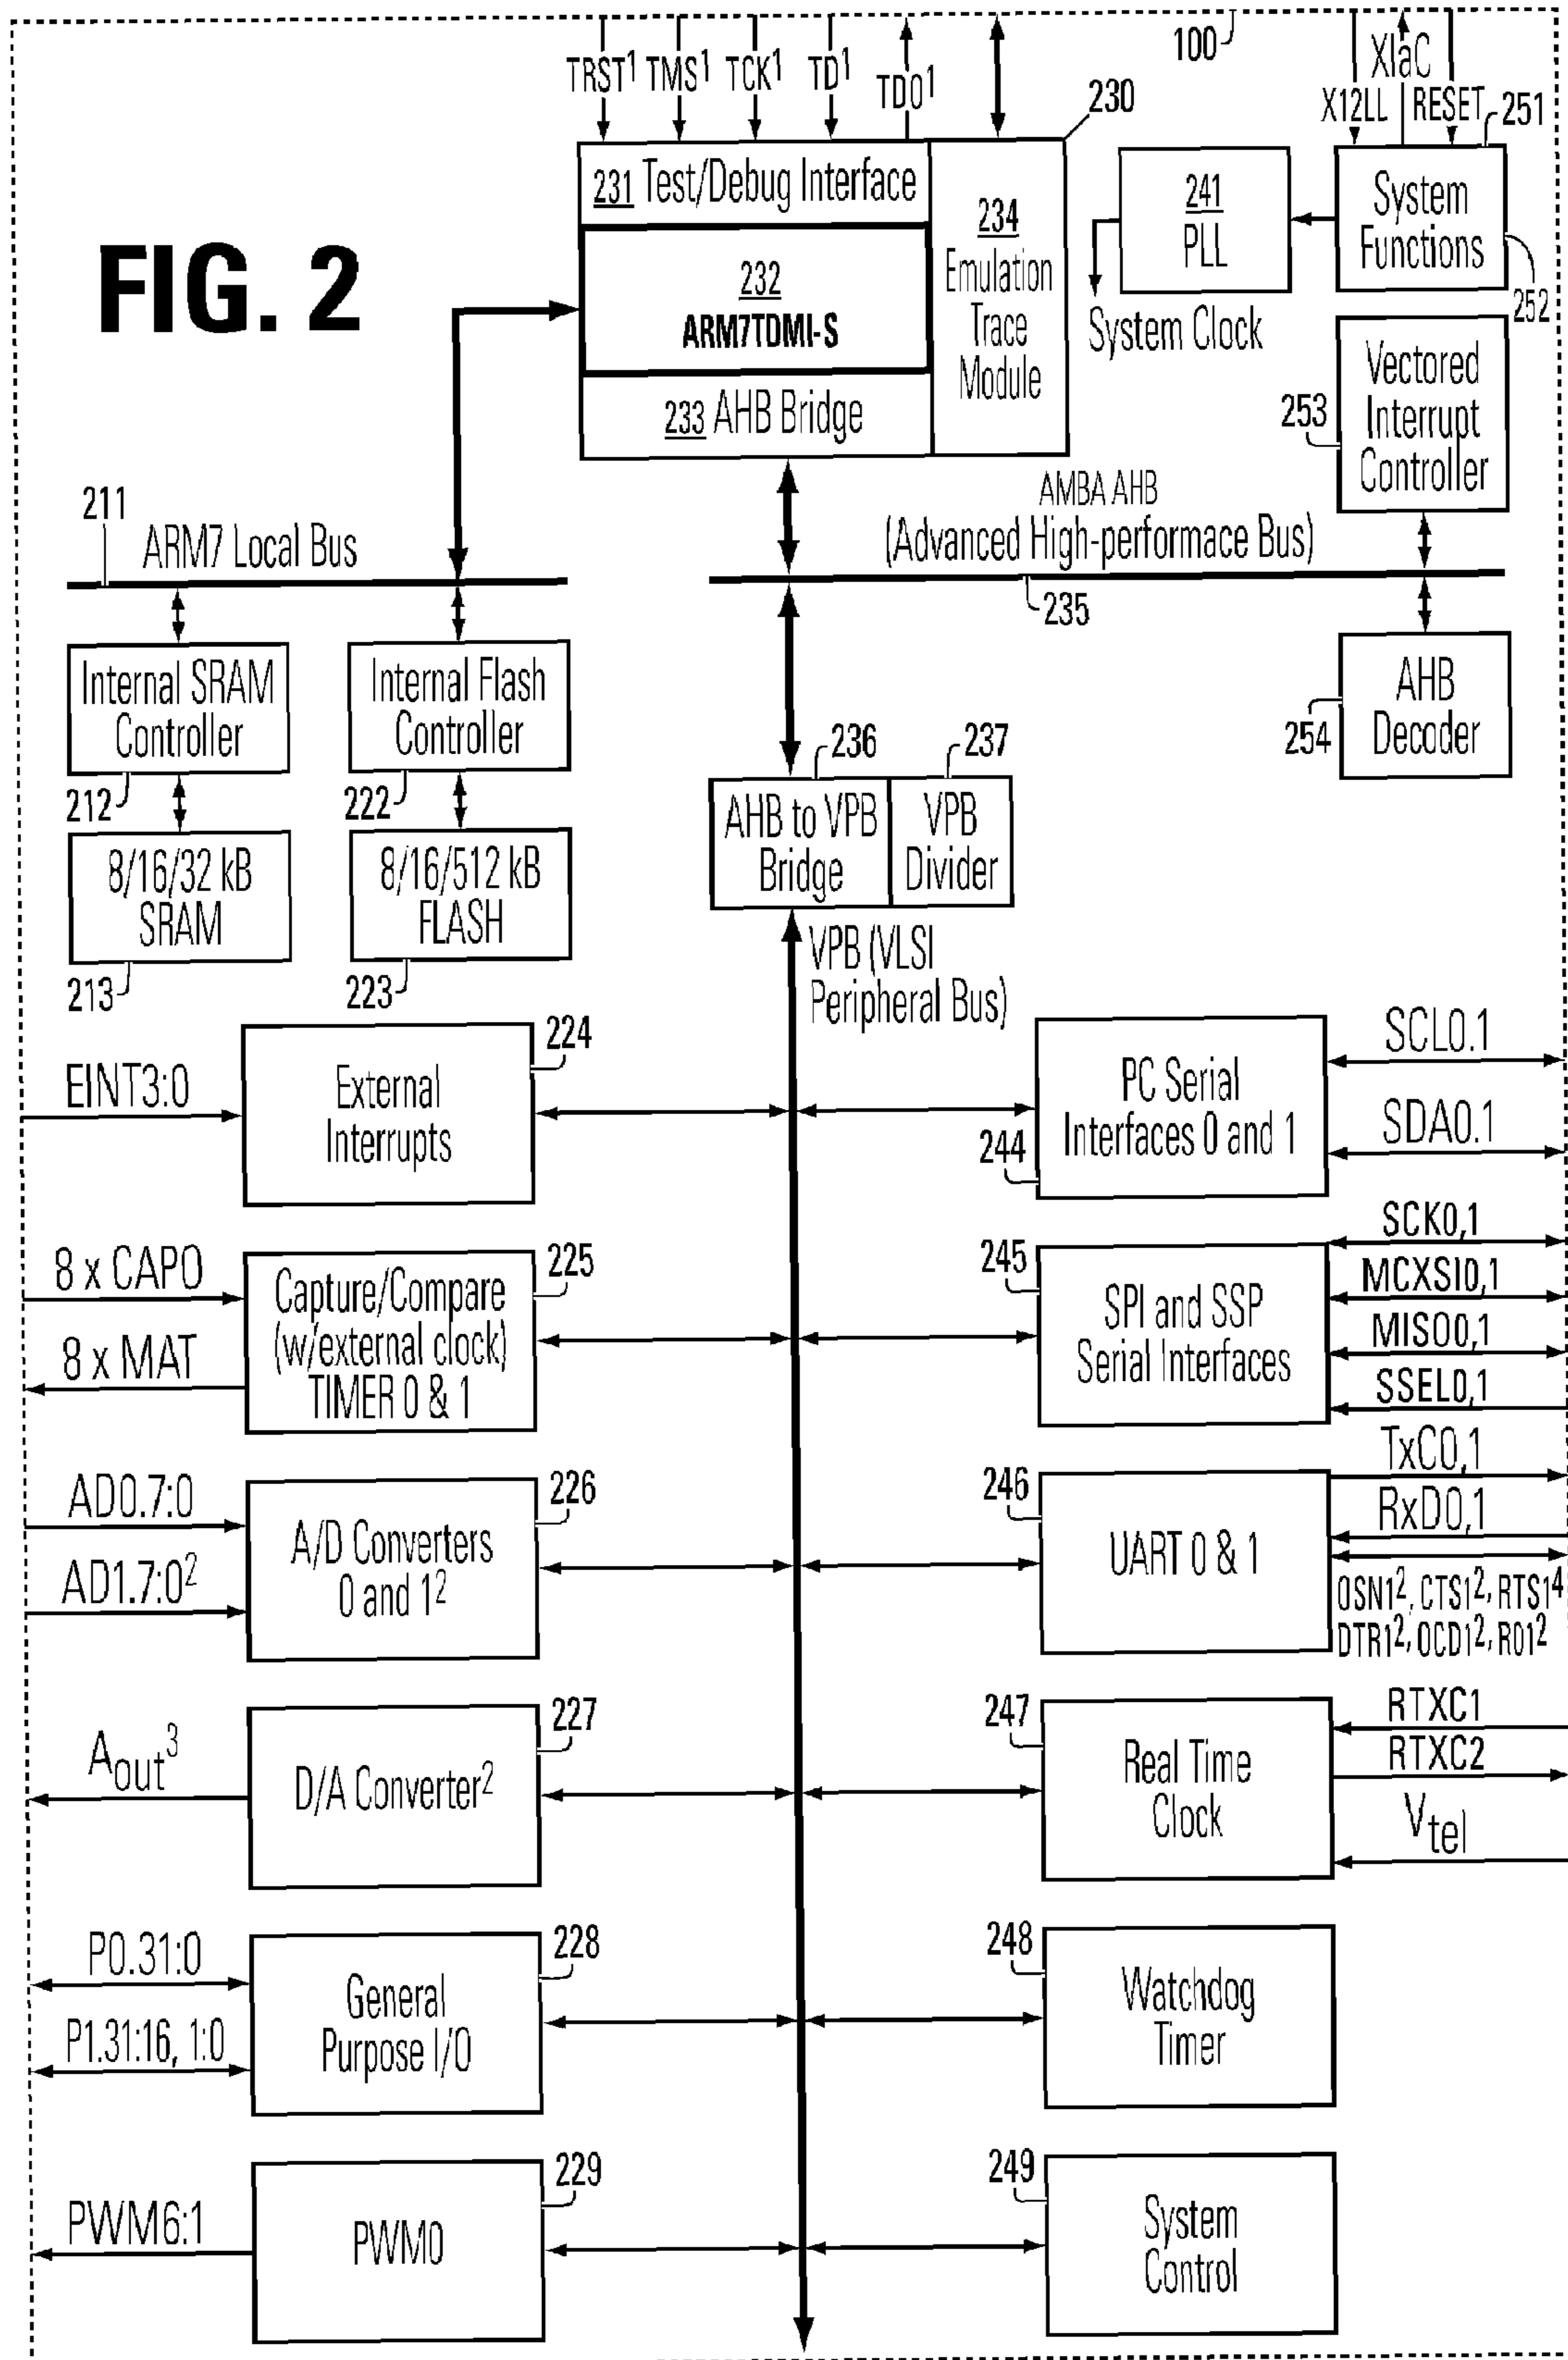 FIG. 2
100
TRST¹ TMS¹ TCK¹ TD¹ TDO¹
X12LL XIaC RESET
230
231 Test/Debug Interface
232
ARM7TDMI-S
233 AHB Bridge
234
Emulation
Trace
Module
241
PLL
System Clock
251
System
Functions
252
253
Vectored
Interrupt
Controller
211
ARM7 Local Bus
AMBA AHB
(Advanced High-performace Bus)
235
Internal SRAM
Controller
212
Internal Flash
Controller
222
254
AHB
Decoder
8/16/32 kB
SRAM
213
8/16/512 kB
FLASH
223
236
AHB to VPB
Bridge
237
VPB
Divider
VPB (VLSI
Peripheral Bus)
EINT3:0
224
External
Interrupts
244
PC Serial
Interfaces 0 and 1
SCL0.1
SDA0.1
8 x CAPO
8 x MAT
225
Capture/Compare
(w/external clock)
TIMER 0 & 1
245
SPI and SSP
Serial Interfaces
SCK0,1
MCXSI0,1
MISO0,1
SSEL0,1
AD0.7:0
AD1.7:0²
226
A/D Converters
0 and 1²
246
UART 0 & 1
TxC0,1
RxD0,1
OSN1², CTS1², RTS1⁴
DTR1², OCD1², R01²
Aout³
227
D/A Converter²
247
Real Time
Clock
RTXC1
RTXC2
Vtel
P0.31:0
P1.31:16, 1:0
228
General
Purpose I/O
248
Watchdog
Timer
PWM6:1
229
PWM0
249
System
Control